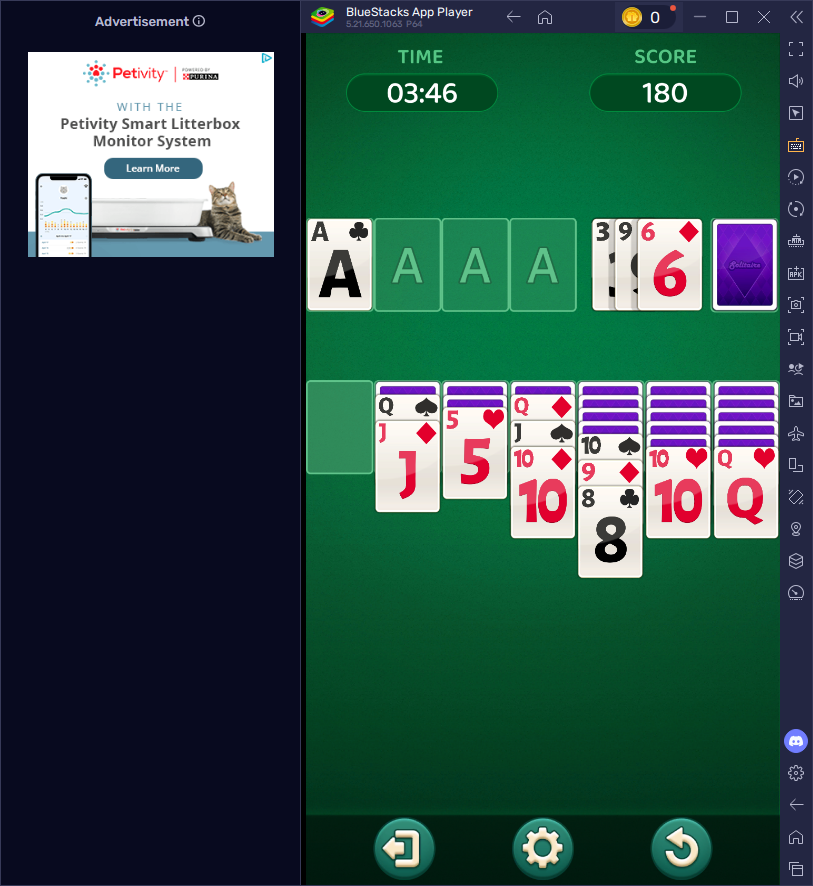 Advertisement
BlueStacks App Player
5.21.650.1063 P64
0
Petivity
POWERED BY
PURINA
WITH THE
Petivity Smart Litterbox
Monitor System
Learn More
TIME
SCORE
03:46
180
A
A
A
A
A
3
9
6
6
Solitaire
Q
J
J
5
5
Q
J
10
10
10
9
8
8
10
10
Q
Q